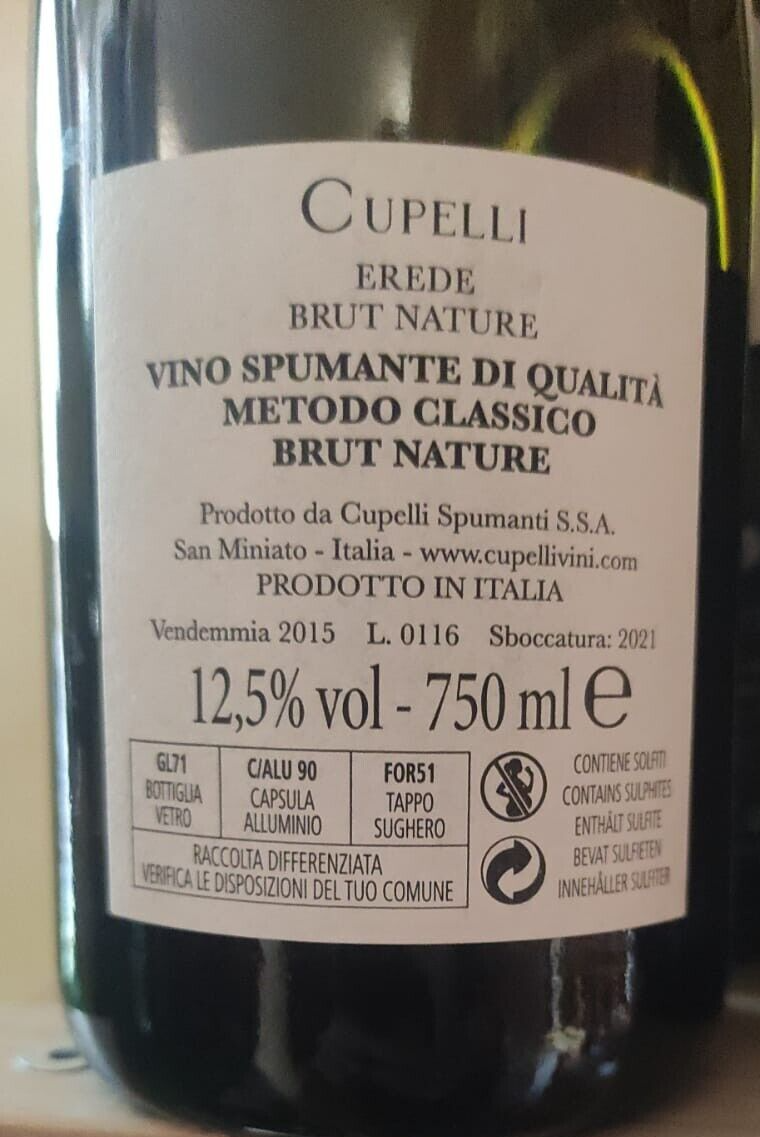 CUPELLI
EREDE
BRUT NATURE
VINO SPUMANTE DI QUALITÀ
METODO CLASSICO
BRUT NATURE
Prodotto da Cupelli Spumanti S.S.A.
San Miniato - Italia - www.cupellivini.com
PRODOTTO IN ITALIA
Vendemmia 2015 L. 0116 Sboccatura: 2021
12,5% vol - 750 ml e
GL71
BOTTIGLIA
VETRO
C/ALU 90
CAPSULA
ALLUMINIO
FOR51
TAPPO
SUGHERO
RACCOLTA DIFFERENZIATA
VERIFICA LE DISPOSIZIONI DEL TUO COMUNE
CONTIENE SOLFITI
CONTAINS SULPHITES
ENTHÄLT SULFITE
BEVAT SULFIETEN
INNEHÅLLER SULFITER